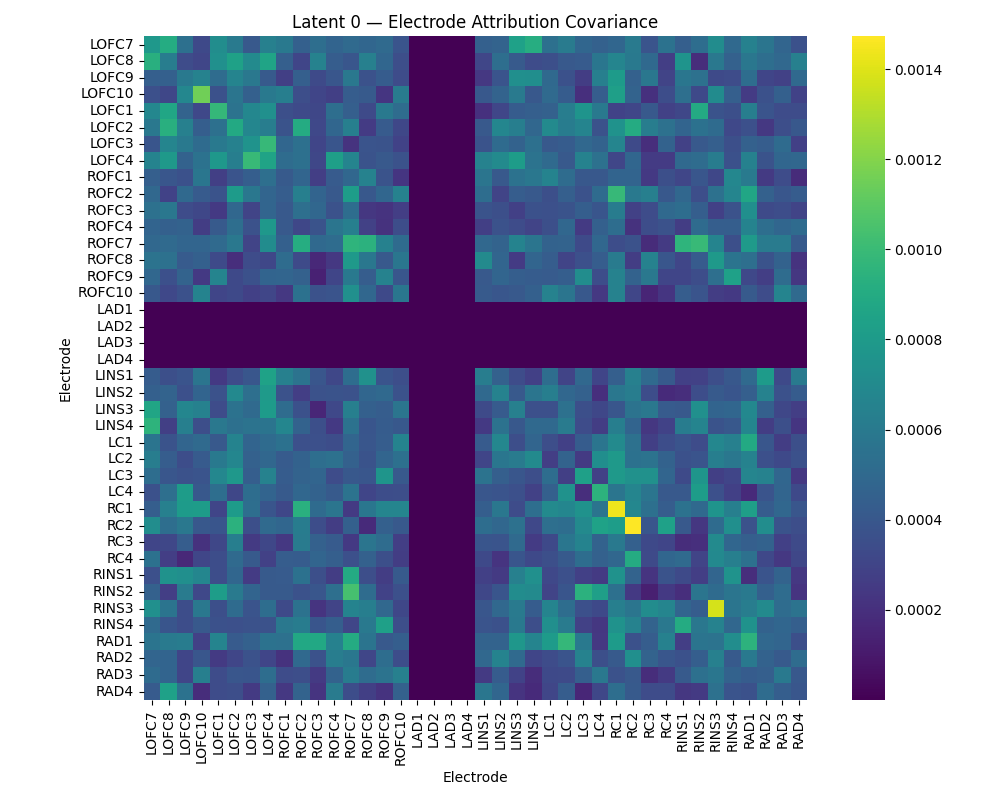 Latent 0 — Electrode Attribution Covariance
Electrode
LOFC7
LOFC8
LOFC9
LOFC10
LOFC1
LOFC2
LOFC3
LOFC4
ROFC1
ROFC2
ROFC3
ROFC4
ROFC7
ROFC8
ROFC9
ROFC10
LAD1
LAD2
LAD3
LAD4
LINS1
LINS2
LINS3
LINS4
LC1
LC2
LC3
LC4
RC1
RC2
RC3
RC4
RINS1
RINS2
RINS3
RINS4
RAD1
RAD2
RAD3
RAD4
LOFC7
LOFC8
LOFC9
LOFC10
LOFC1
LOFC2
LOFC3
LOFC4
ROFC1
ROFC2
ROFC3
ROFC4
ROFC7
ROFC8
ROFC9
ROFC10
LAD1
LAD2
LAD3
LAD4
LINS1
LINS2
LINS3
LINS4
LC1
LC2
LC3
LC4
RC1
RC2
RC3
RC4
RINS1
RINS2
RINS3
RINS4
RAD1
RAD2
RAD3
RAD4
Electrode
0.0014
0.0012
0.0010
0.0008
0.0006
0.0004
0.0002